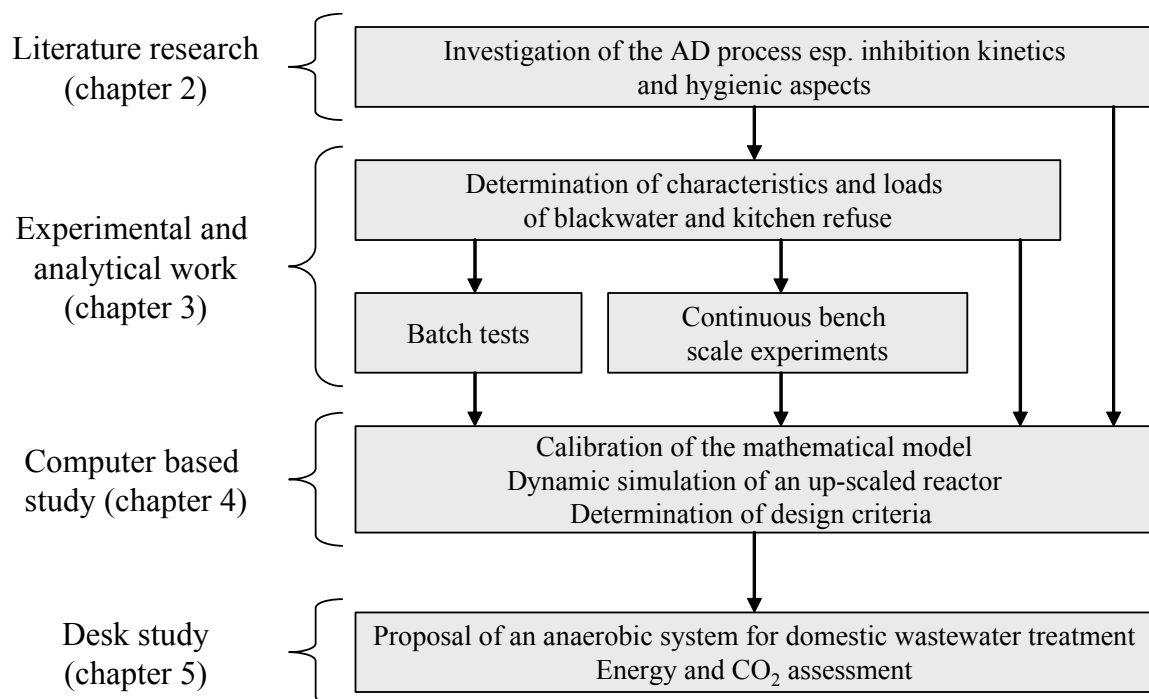 Literature research
(chapter 2)
Investigation of the AD process esp. inhibition kinetics
and hygienic aspects
Experimental and
analytical work
(chapter 3)
Determination of characteristics and loads
of blackwater and kitchen refuse
Batch tests
Continuous bench
scale experiments
Computer based
study (chapter 4)
Calibration of the mathematical model
Dynamic simulation of an up-scaled reactor
Determination of design criteria
Desk study
(chapter 5)
Proposal of an anaerobic system for domestic wastewater treatment
Energy and CO₂ assessment